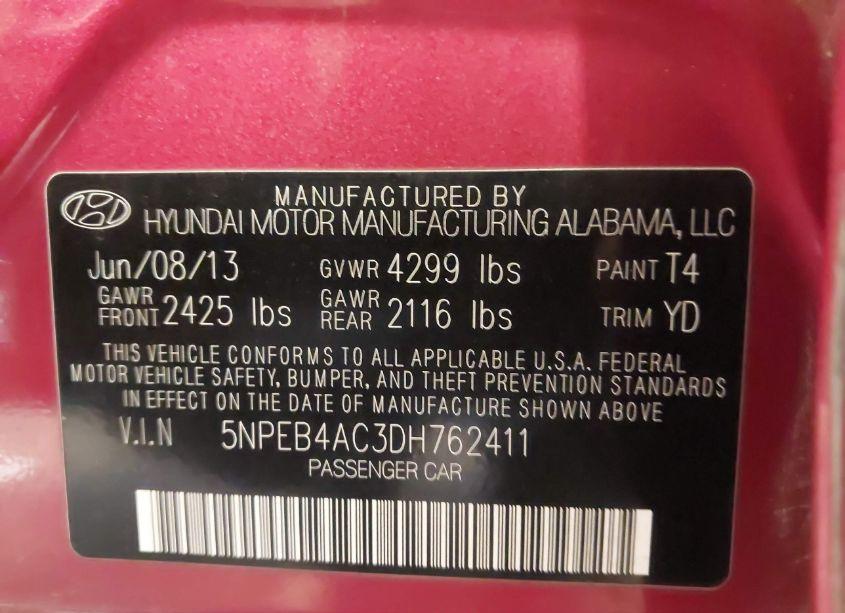 MANUFACTURED BY
HYUNDAI MOTOR MANUFACTURING ALABAMA, LLC
Jun/08/13 GVWR 4299 lbs PAINT T4
GAWR FRONT 2425 lbs GAWR REAR 2116 lbs TRIM YD
THIS VEHICLE CONFORMS TO ALL APPLICABLE U.S.A. FEDERAL
MOTOR VEHICLE SAFETY, BUMPER, AND THEFT PREVENTION STANDARDS
IN EFFECT ON THE DATE OF MANUFACTURE SHOWN ABOVE
V.I.N 5NPEB4AC3DH762411
PASSENGER CAR